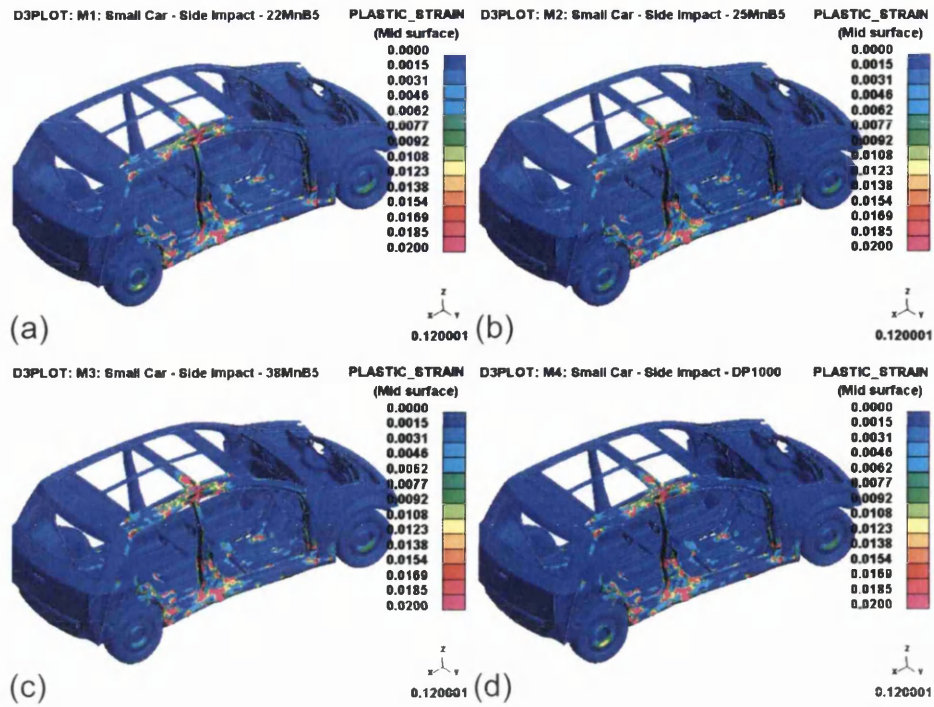 D3PLOT: M1: Small Car - Side Impact - 22MnB5
PLASTIC_STRAIN
(Mid surface)
0.0000
0.0015
0.0031
0.0046
0.0062
0.0077
0.0092
0.0108
0.0123
0.0138
0.0154
0.0169
0.0185
0.0200
Z
X Y
0.120001
(a)
D3PLOT: M2: Small Car - Side Impact - 25MnB5
PLASTIC_STRAIN
(Mid surface)
0.0000
0.0015
0.0031
0.0046
0.0062
0.0077
0.0092
0.0108
0.0123
0.0138
0.0154
0.0169
0.0185
0.0200
Z
X Y
0.120001
(b)
D3PLOT: M3: Small Car - Side Impact - 38MnB5
PLASTIC_STRAIN
(Mid surface)
0.0000
0.0015
0.0031
0.0046
0.0062
0.0077
0.0092
0.0108
0.0123
0.0138
0.0154
0.0169
0.0185
0.0200
Z
X Y
0.120001
(c)
D3PLOT: M4: Small Car - Side Impact - DP1000
PLASTIC_STRAIN
(Mid surface)
0.0000
0.0015
0.0031
0.0046
0.0062
0.0077
0.0092
0.0108
0.0123
0.0138
0.0154
0.0169
0.0185
0.0200
Z
X Y
0.120001
(d)